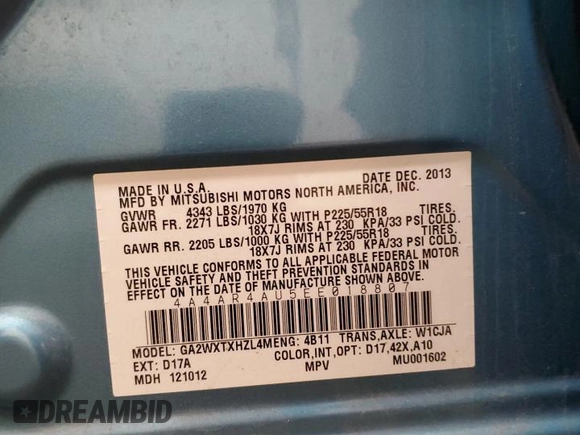 MADE IN U.S.A. DATE DEC. 2013
MFD BY MITSUBISHI MOTORS NORTH AMERICA, INC.
GVWR 4343 LBS/1970 KG
GAWR FR. 2271 LBS/1030 KG WITH P225/55R18 TIRES,
18X7J RIMS AT 230 KPA/33 PSI COLD.
GAWR RR. 2205 LBS/1000 KG WITH P225/55R18 TIRES,
18X7J RIMS AT 230 KPA/33 PSI COLD.
THIS VEHICLE CONFORMS TO ALL APPLICABLE FEDERAL MOTOR
VEHICLE SAFETY AND THEFT PREVENTION STANDARDS IN
EFFECT ON THE DATE OF MANUFACTURE SHOWN ABOVE.
4A4AR4AU5EE018807
MODEL: GA2WXTXHZL4MENG: 4B11 TRANS,AXLE: W1CJA
EXT: D17A COLOR,INT,OPT: D17,42X,A10
MDH 121012 MPV MU001602
DREAMBID